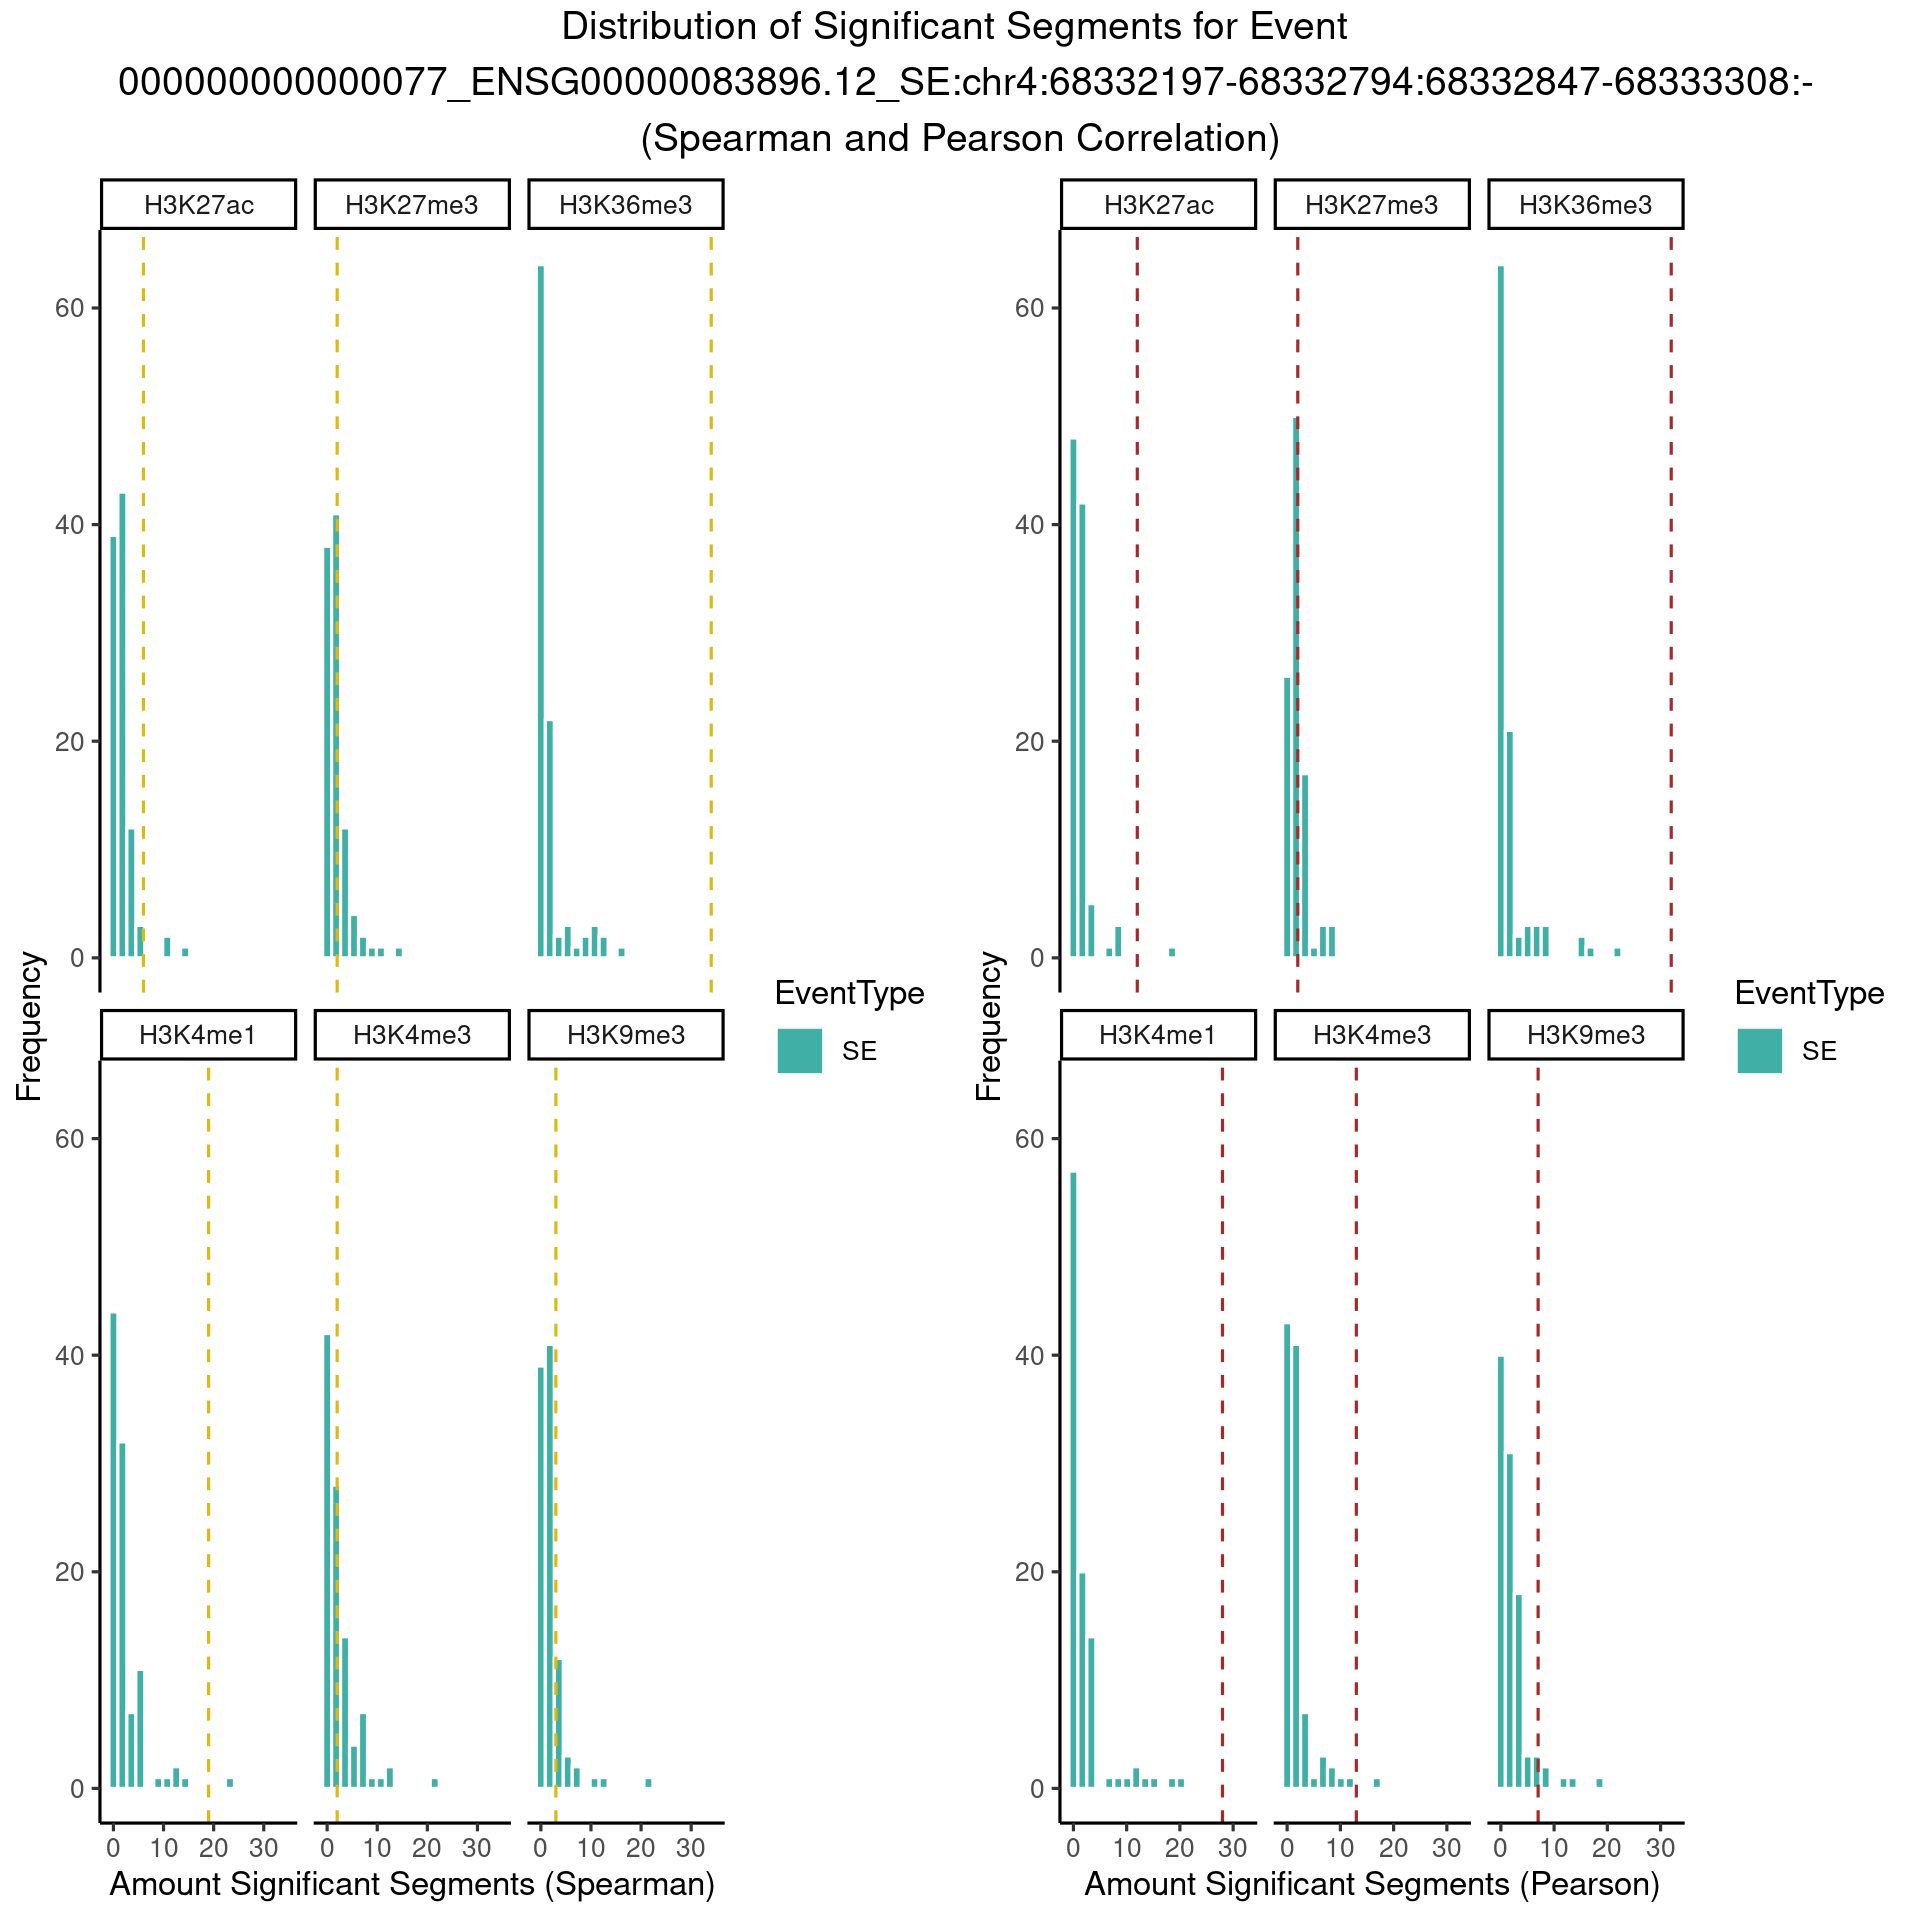 Distribution of Significant Segments for Event
000000000000077_ENSG00000083896.12_SE:chr4:68332197-68332794:68332847-68333308:-
(Spearman and Pearson Correlation)
H3K27ac H3K27me3 H3K36me3
60
40
20
0
H3K4me1 H3K4me3 H3K9me3
60
40
20
0
0 10 20 30 0 10 20 30 0 10 20 30
Frequency
Amount Significant Segments (Spearman)
EventType
SE
H3K27ac H3K27me3 H3K36me3
60
40
20
0
H3K4me1 H3K4me3 H3K9me3
60
40
20
0
0 10 20 30 0 10 20 30 0 10 20 30
Frequency
Amount Significant Segments (Pearson)
EventType
SE